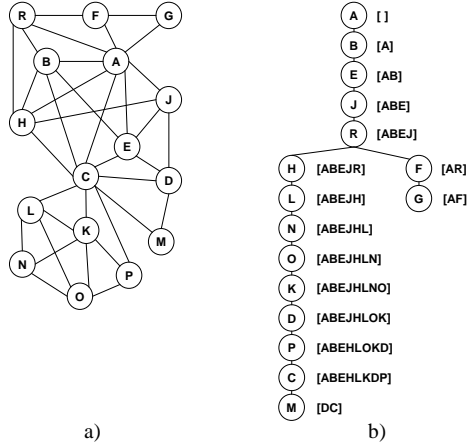 R F G
B A
J
H
E
C D
L
K
M
N
P
O
a)
A [ ]
B [A]
E [AB]
J [ABE]
R [ABEJ]
H [ABEJR] F [AR]
L [ABEJH] G [AF]
N [ABEJHL]
O [ABEJHLN]
K [ABEJHLNO]
D [ABEJHLOK]
P [ABEHLOKD]
C [ABEHLKDP]
M [DC]
b)